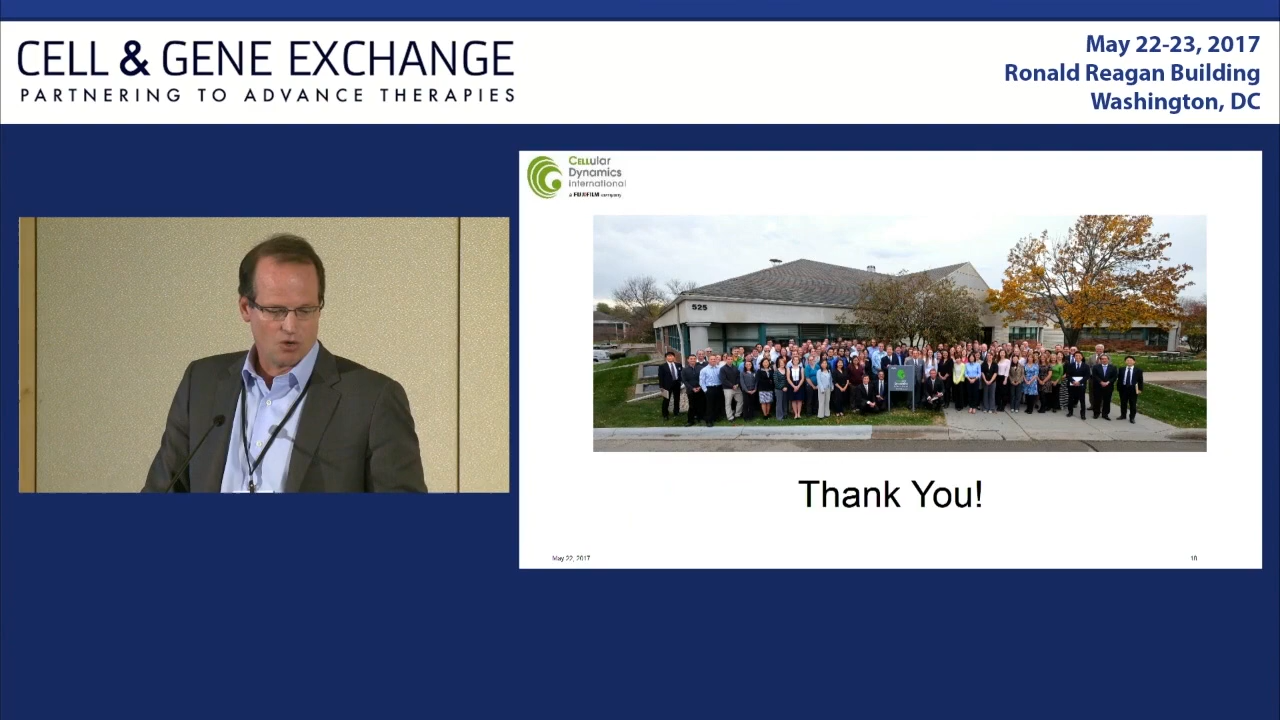 CELL & GENE EXCHANGE
PARTNERING TO ADVANCE THERAPIES
May 22-23, 2017
Ronald Reagan Building
Washington, DC
CELLular
Dynamics
international
a FUJIFILM company
525
Thank You!
May 22, 2017
18